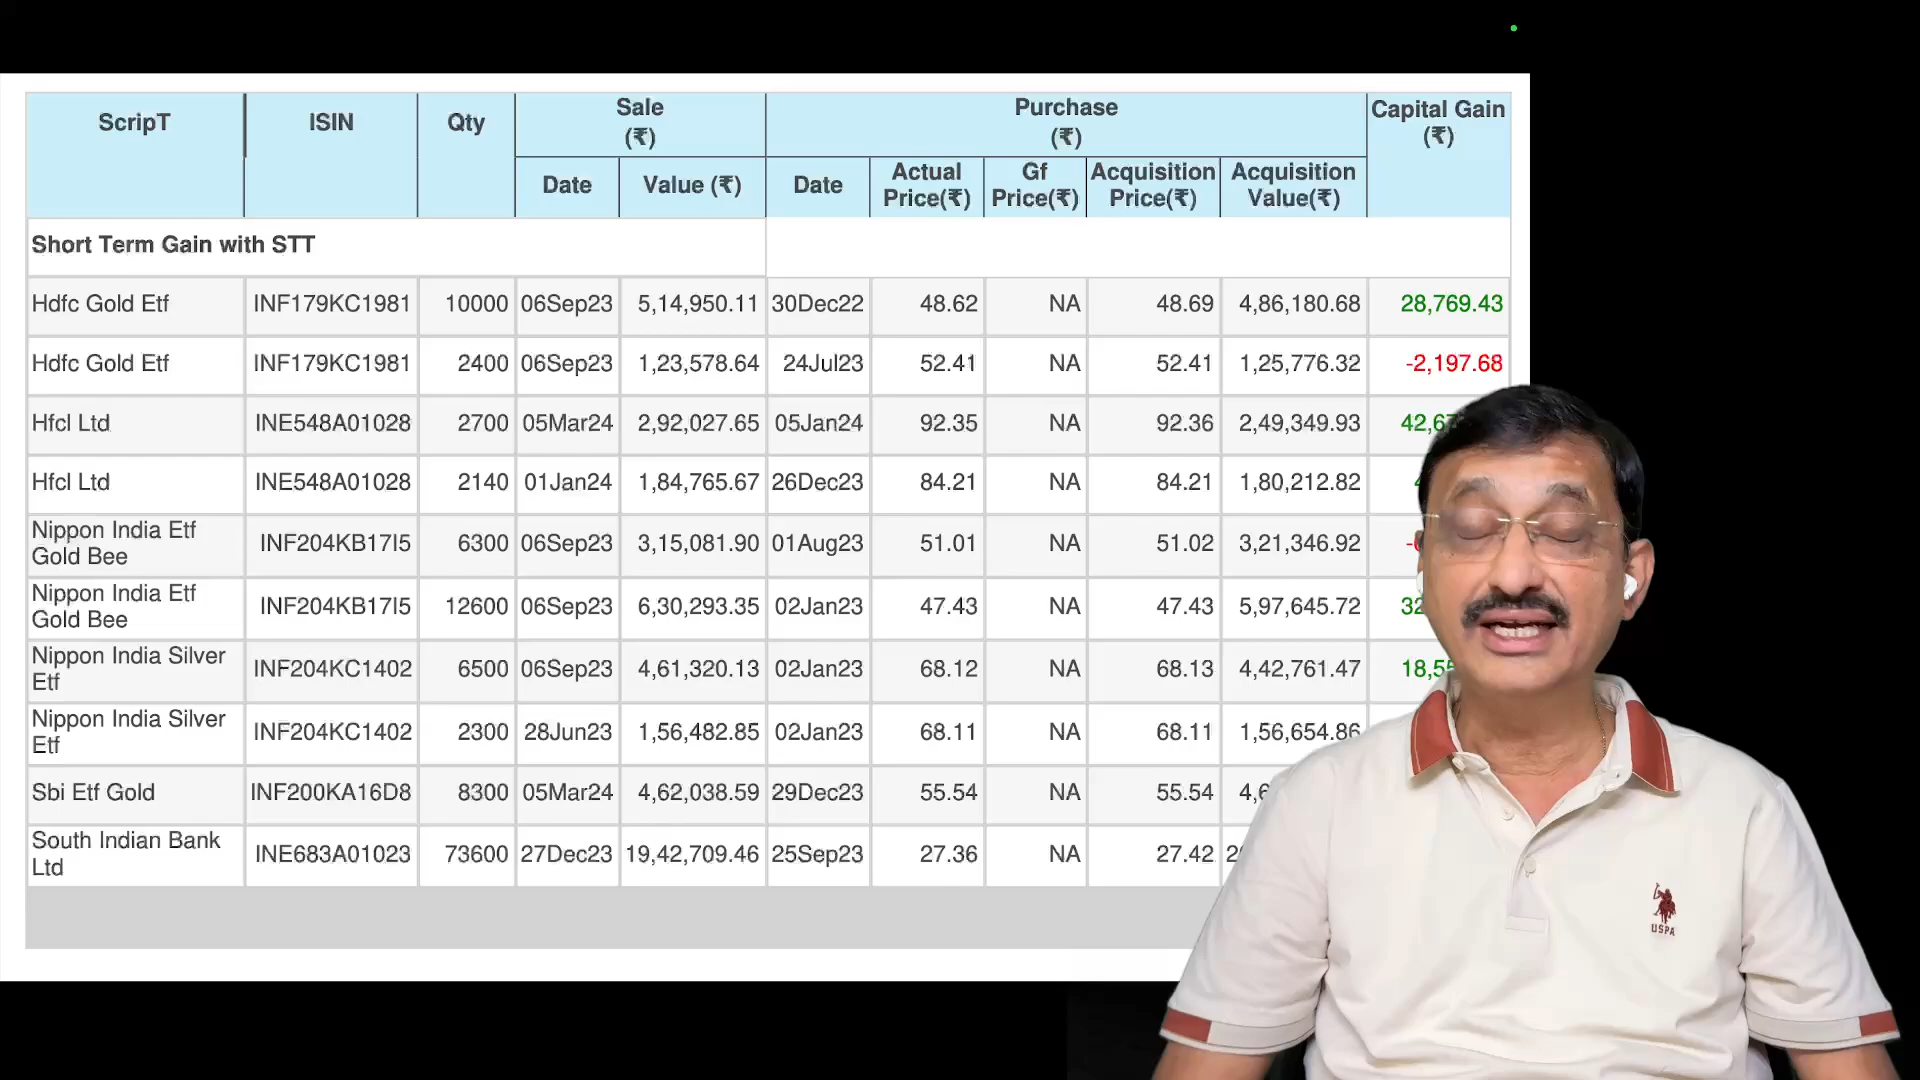 ScripT ISIN Qty Sale (₹) Purchase (₹) Capital Gain (₹)
Date Value (₹) Date Actual Price(₹) Gf Price(₹) Acquisition Price(₹) Acquisition Value(₹)
Short Term Gain with STT
Hdfc Gold Etf INF179KC1981 10000 06Sep23 5,14,950.11 30Dec22 48.62 NA 48.69 4,86,180.68 28,769.43
Hdfc Gold Etf INF179KC1981 2400 06Sep23 1,23,578.64 24Jul23 52.41 NA 52.41 1,25,776.32 -2,197.68
Hfcl Ltd INE548A01028 2700 05Mar24 2,92,027.65 05Jan24 92.35 NA 92.36 2,49,349.93
Hfcl Ltd INE548A01028 2140 01Jan24 1,84,765.67 26Dec23 84.21 NA 84.21 1,80,212.82
Nippon India Etf Gold Bee INF204KB17I5 6300 06Sep23 3,15,081.90 01Aug23 51.01 NA 51.02 3,21,346.92
Nippon India Etf Gold Bee INF204KB17I5 12600 06Sep23 6,30,293.35 02Jan23 47.43 NA 47.43 5,97,645.72
Nippon India Silver Etf INF204KC1402 6500 06Sep23 4,61,320.13 02Jan23 68.12 NA 68.13 4,42,761.47
Nippon India Silver Etf INF204KC1402 2300 28Jun23 1,56,482.85 02Jan23 68.11 NA 68.11 1,56,654.86
Sbi Etf Gold INF200KA16D8 8300 05Mar24 4,62,038.59 29Dec23 55.54 NA 55.54
South Indian Bank Ltd INE683A01023 73600 27Dec23 19,42,709.46 25Sep23 27.36 NA 27.42
USPA